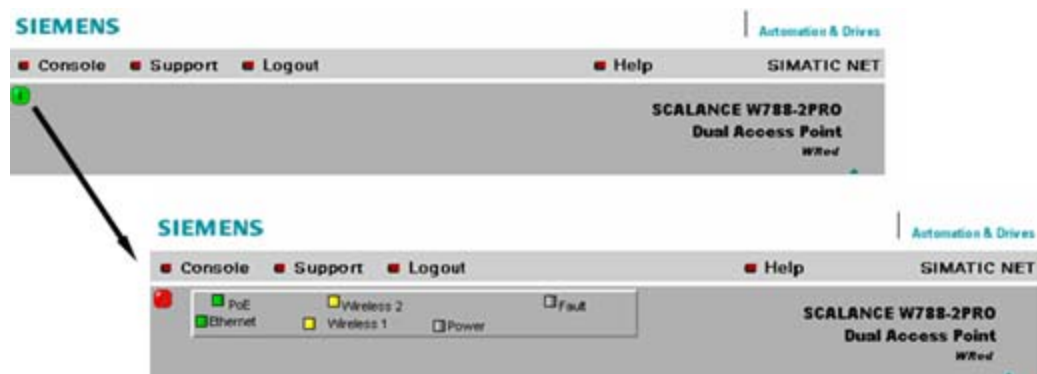 SIEMENS
Automation & Drives
Console Support Logout Help SIMATIC NET
i
SCALANCE W788-2PRO
Dual Access Point
WRed
SIEMENS
Automation & Drives
Console Support Logout Help SIMATIC NET
PoE Wireless 2 Fault
Ethernet Wireless 1 Power
SCALANCE W788-2PRO
Dual Access Point
WRed